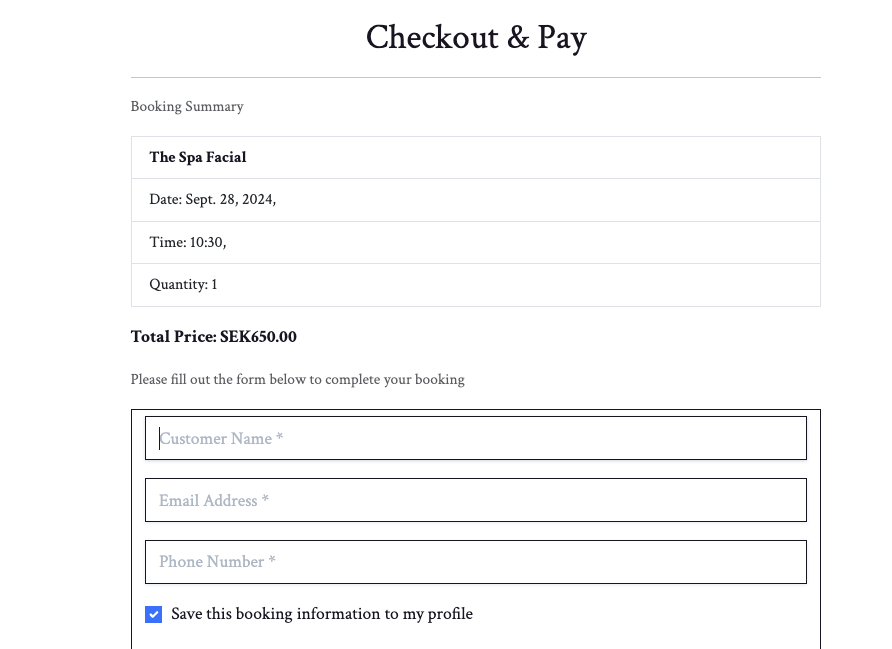 Checkout & Pay
Booking Summary
The Spa Facial
Date: Sept. 28, 2024,
Time: 10:30,
Quantity: 1
Total Price: SEK650.00
Please fill out the form below to complete your booking
Customer Name *
Email Address *
Phone Number *
Save this booking information to my profile